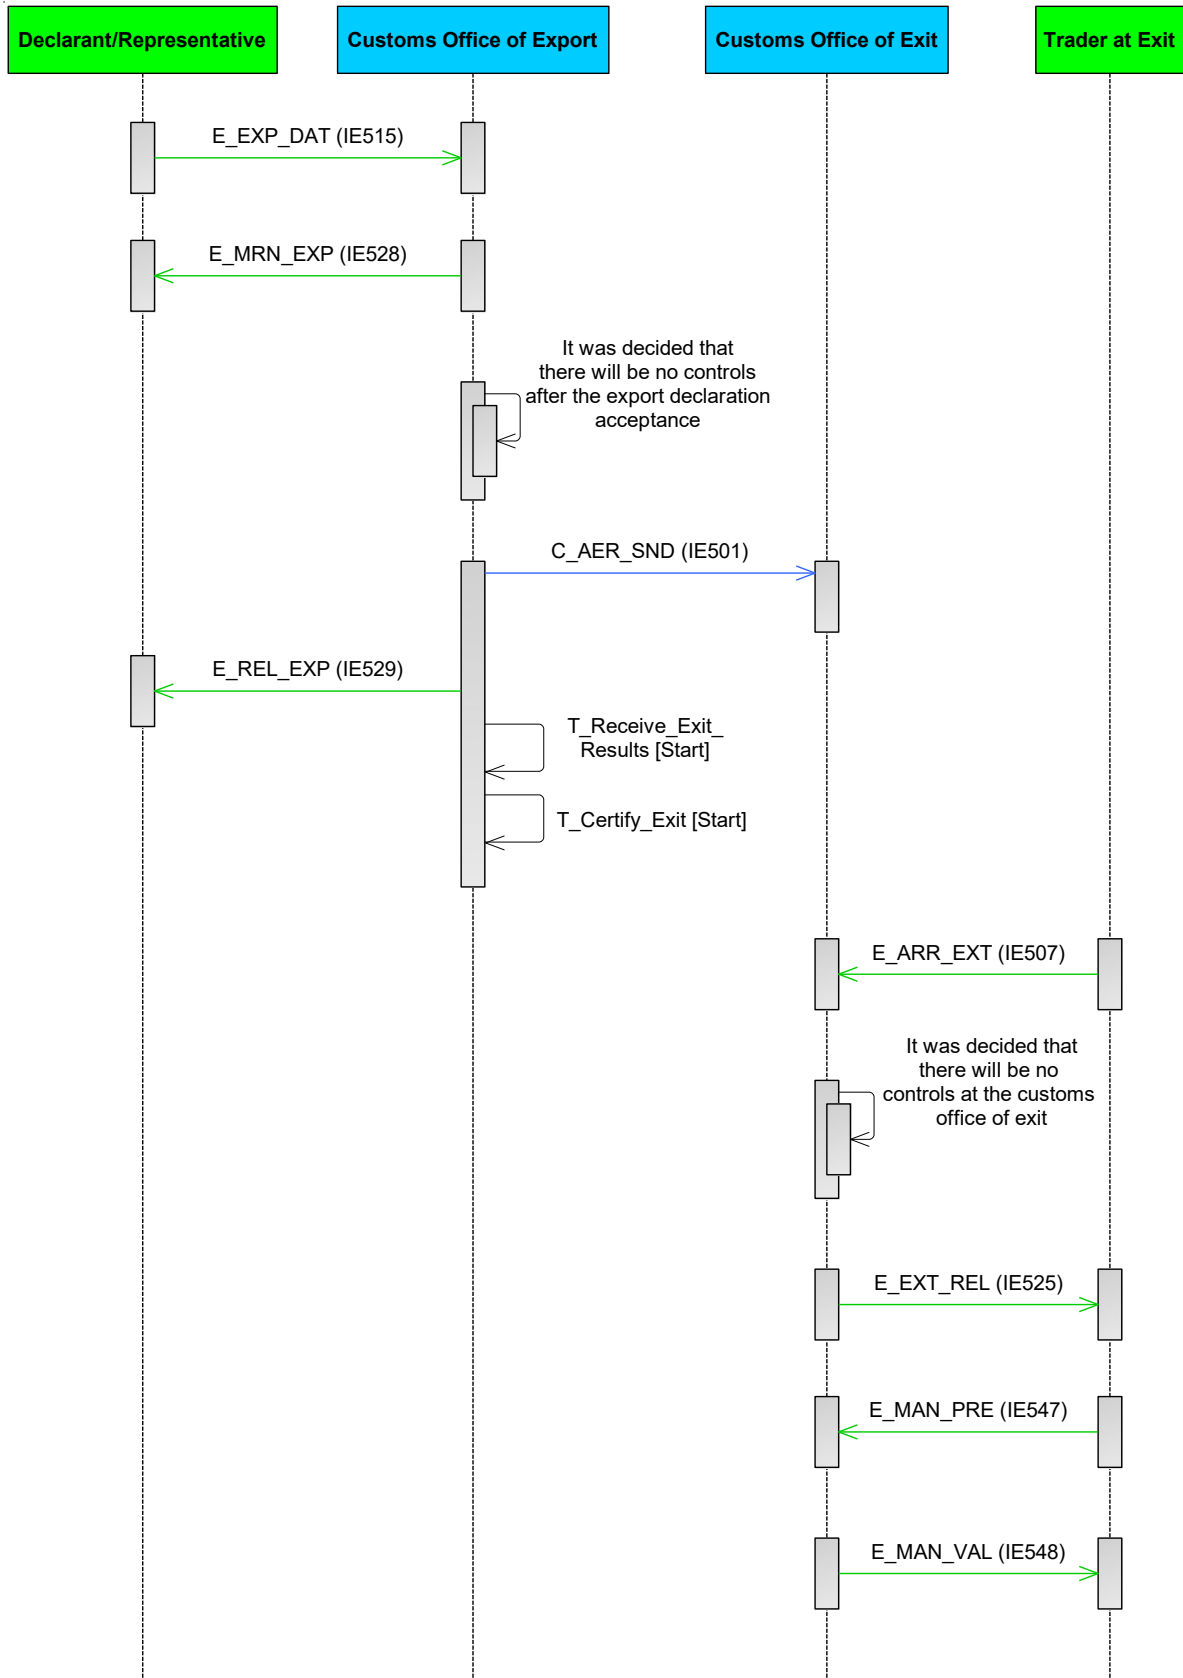 Declarant/Representative
Customs Office of Export
Customs Office of Exit
Trader at Exit
E_EXP_DAT (IE515)
E_MRN_EXP (IE528)
It was decided that
there will be no controls
after the export declaration
acceptance
C_AER_SND (IE501)
E_REL_EXP (IE529)
T_Receive_Exit_
Results [Start]
T_Certify_Exit [Start]
E_ARR_EXT (IE507)
It was decided that
there will be no
controls at the customs
office of exit
E_EXT_REL (IE525)
E_MAN_PRE (IE547)
E_MAN_VAL (IE548)